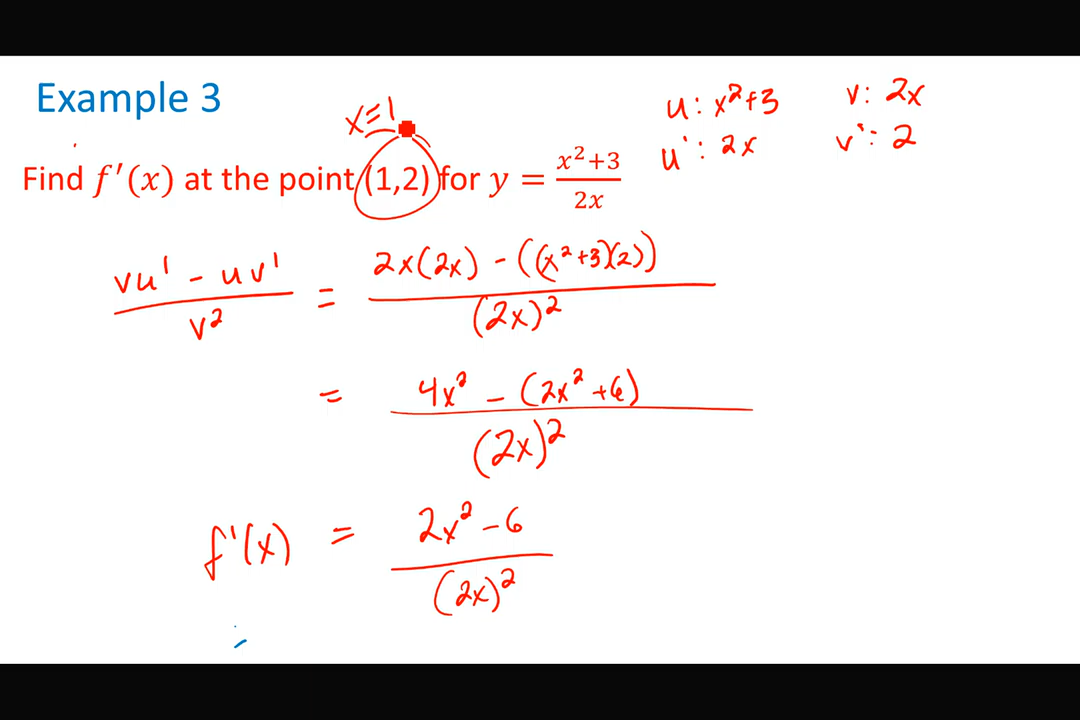 Example 3
x=1
u: x²+3 v: 2x
u': 2x v': 2
Find f′(x) at the point (1,2) for y = (x²+3)/(2x)
(vu' - uv')/v² = (2x(2x) - ((x²+3)(2)))/(2x)²
= (4x² - (2x²+6))/(2x)²
f'(x) = (2x²-6)/(2x)²